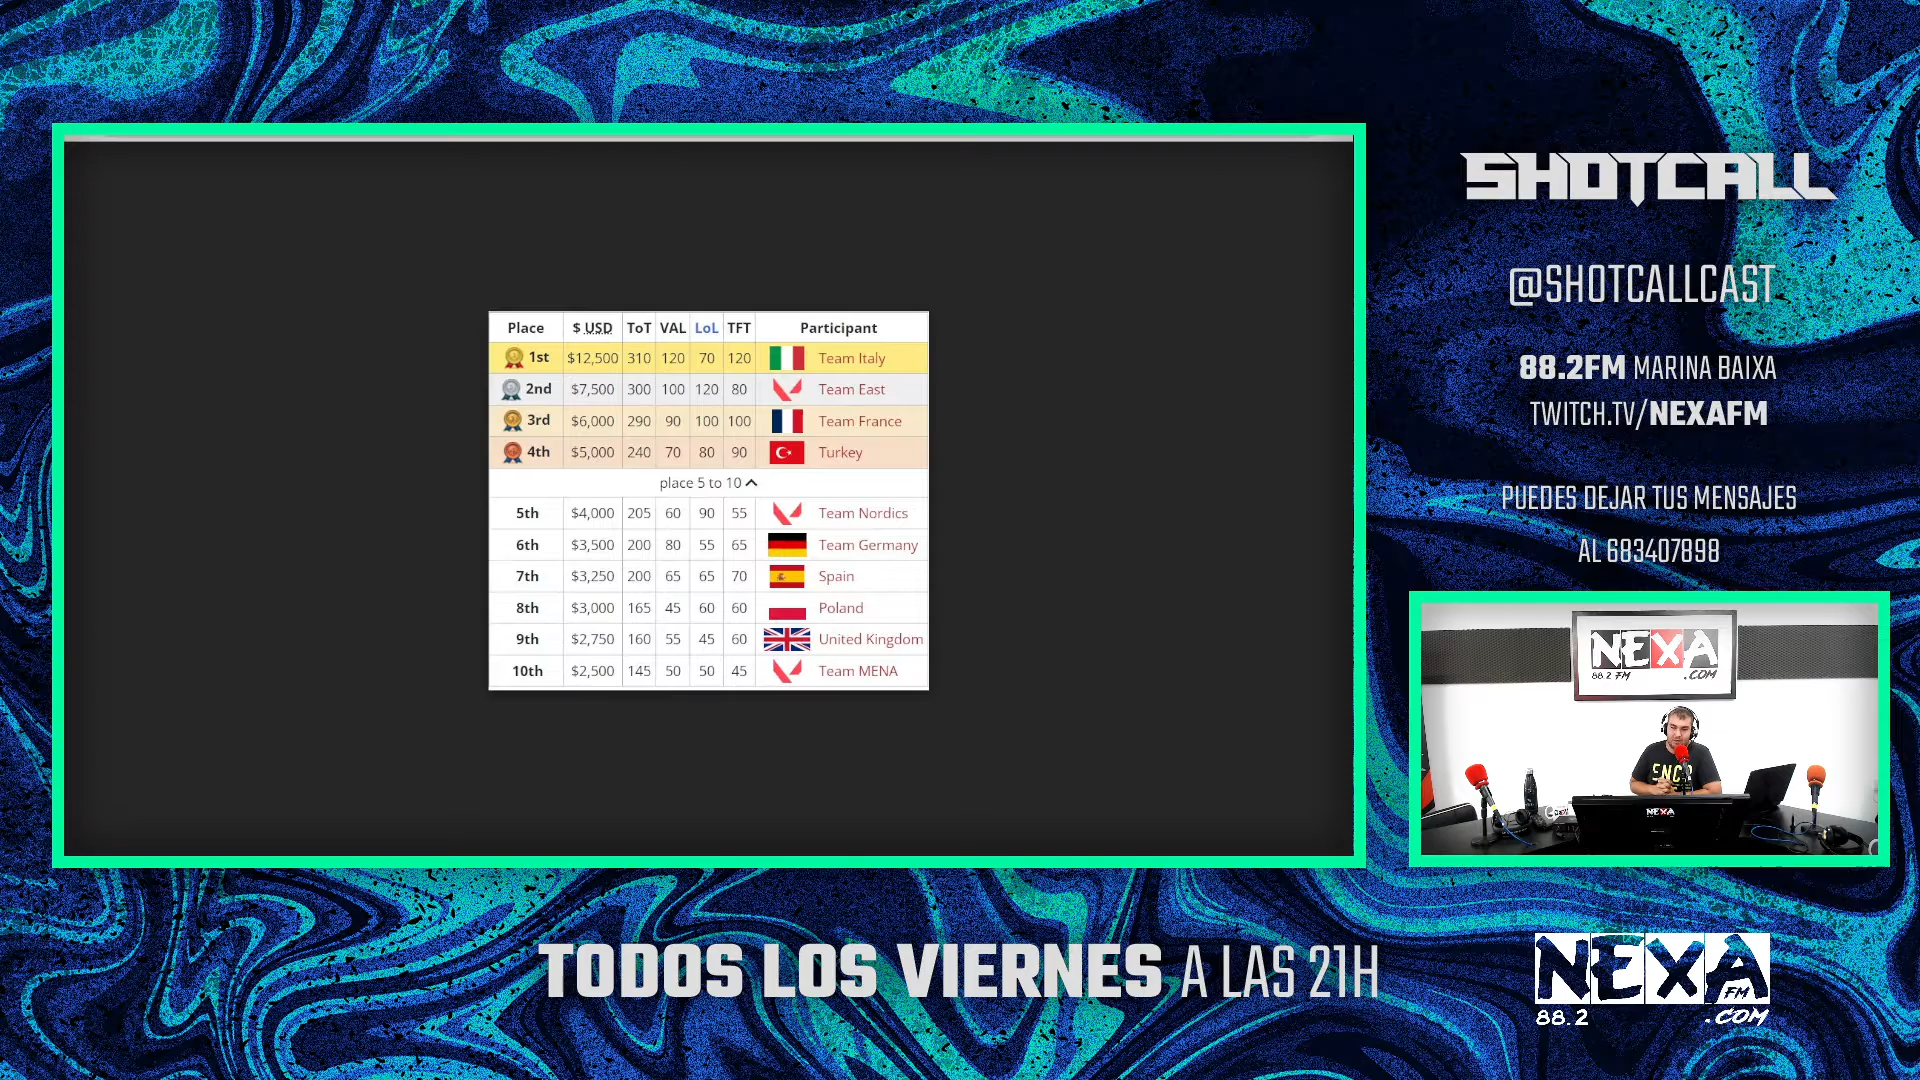 Place $ USD ToT VAL LoL TFT Participant
1st $12,500 310 120 70 120 Team Italy
2nd $7,500 300 100 120 80 Team East
3rd $6,000 290 90 100 100 Team France
4th $5,000 240 70 80 90 Turkey
place 5 to 10
5th $4,000 205 60 90 55 Team Nordics
6th $3,500 200 80 55 65 Team Germany
7th $3,250 200 65 65 70 Spain
8th $3,000 165 45 60 60 Poland
9th $2,750 160 55 45 60 United Kingdom
10th $2,500 145 50 50 45 Team MENA
SHOTCALL
@SHOTCALLCAST
88.2FM MARINA BAIXA
TWITCH.TV/NEXAFM
PUEDES DEJAR TUS MENSAJES
AL 683407898
NEXA
88.2 FM .COM
NEXA
TODOS LOS VIERNES A LAS 21H
NEXA
FM
88.2 .COM